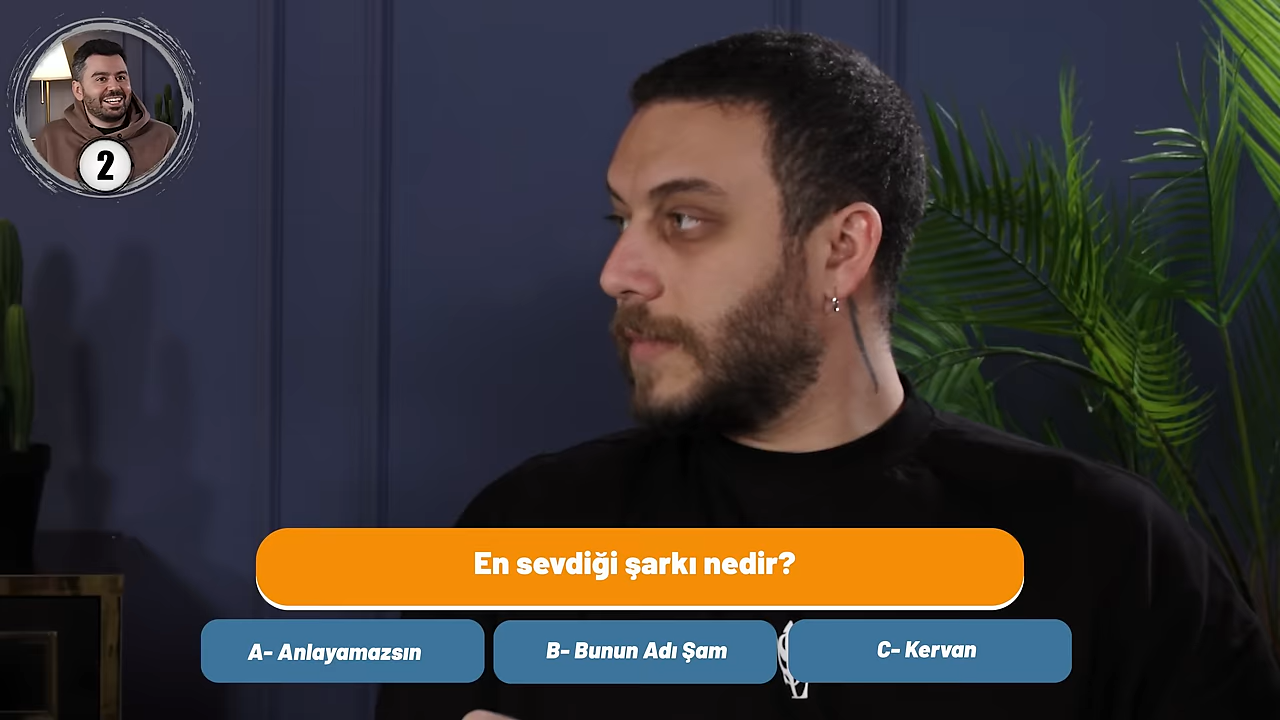 2
En sevdiği şarkı nedir?
A- Anlayamazsın
B- Bunun Adı Şam
C- Kervan